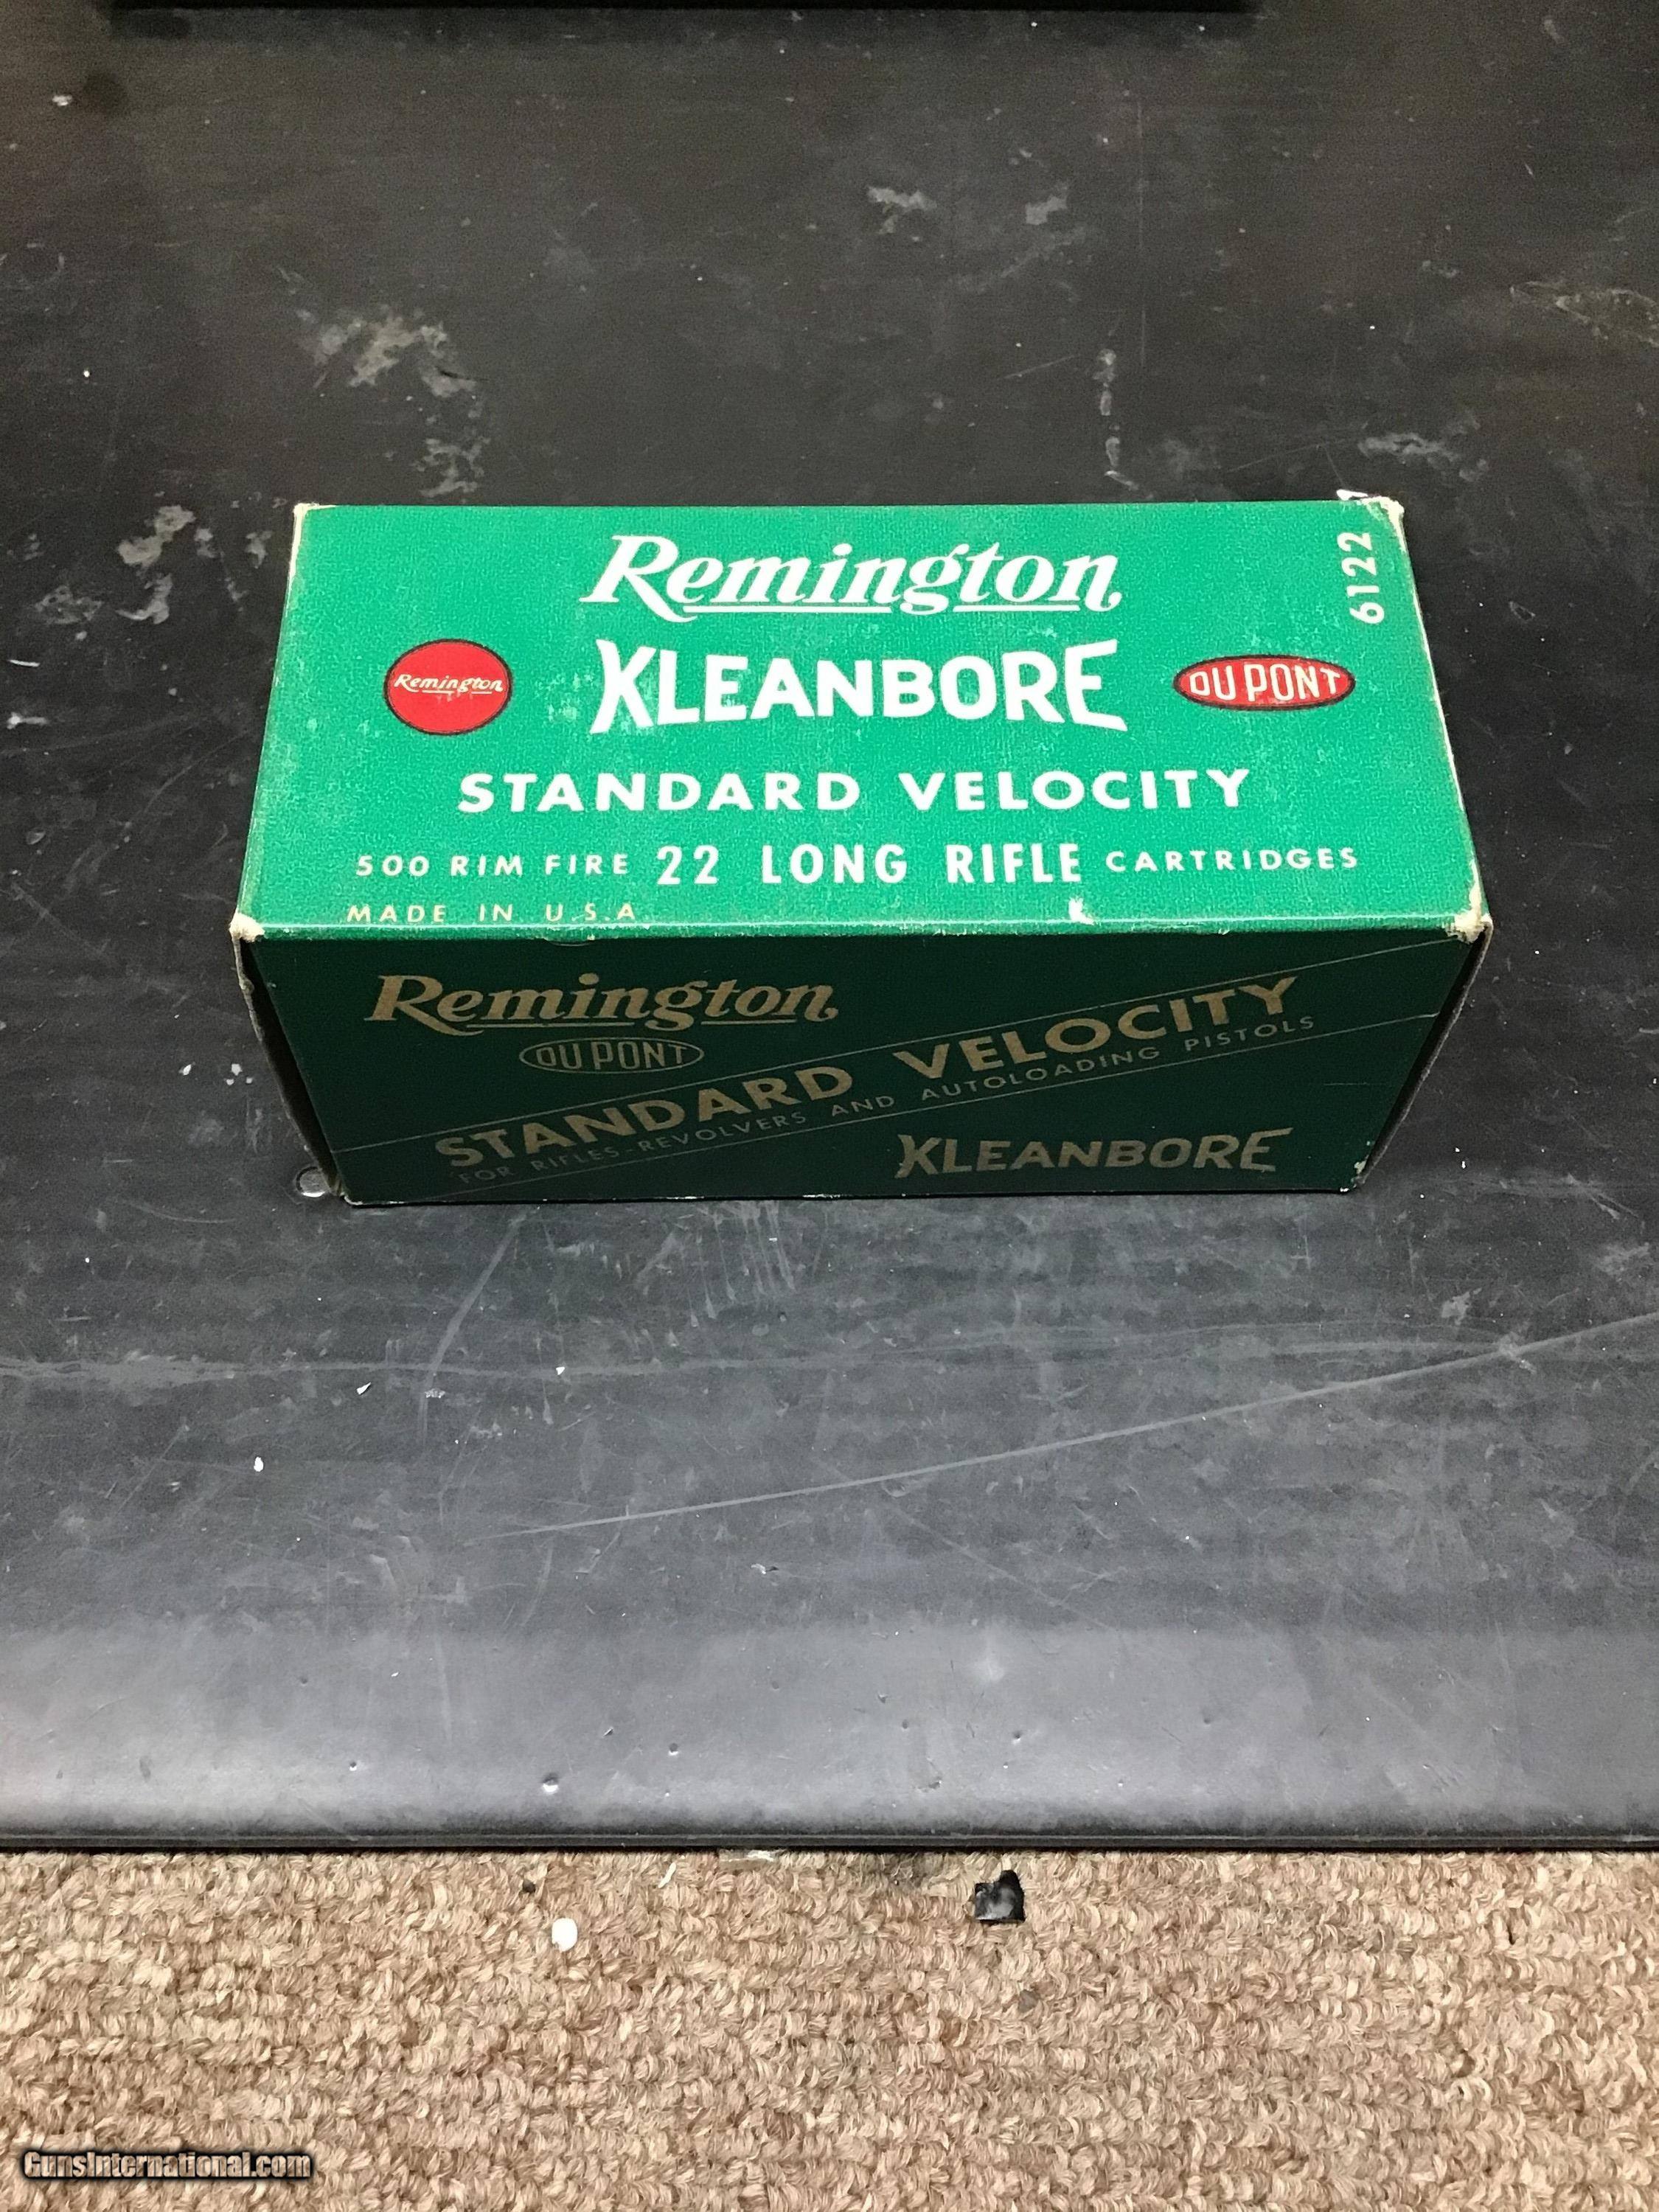 Remington
6122
Remington
KLEANBORE
DU PONT
STANDARD VELOCITY
500 RIM FIRE 22 LONG RIFLE CARTRIDGES
MADE IN U.S.A.
Remington
DU PONT
STANDARD VELOCITY
FOR RIFLES-REVOLVERS AND AUTOLOADING PISTOLS
KLEANBORE
GunsInternational.com